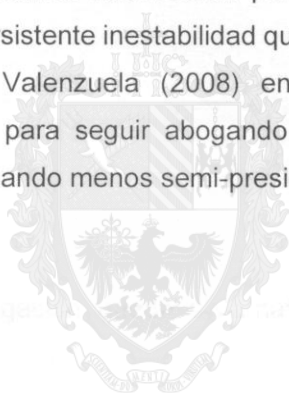 sistente inestabilidad qu
Valenzuela (2008) en
para seguir abogando
ando menos semi-presi